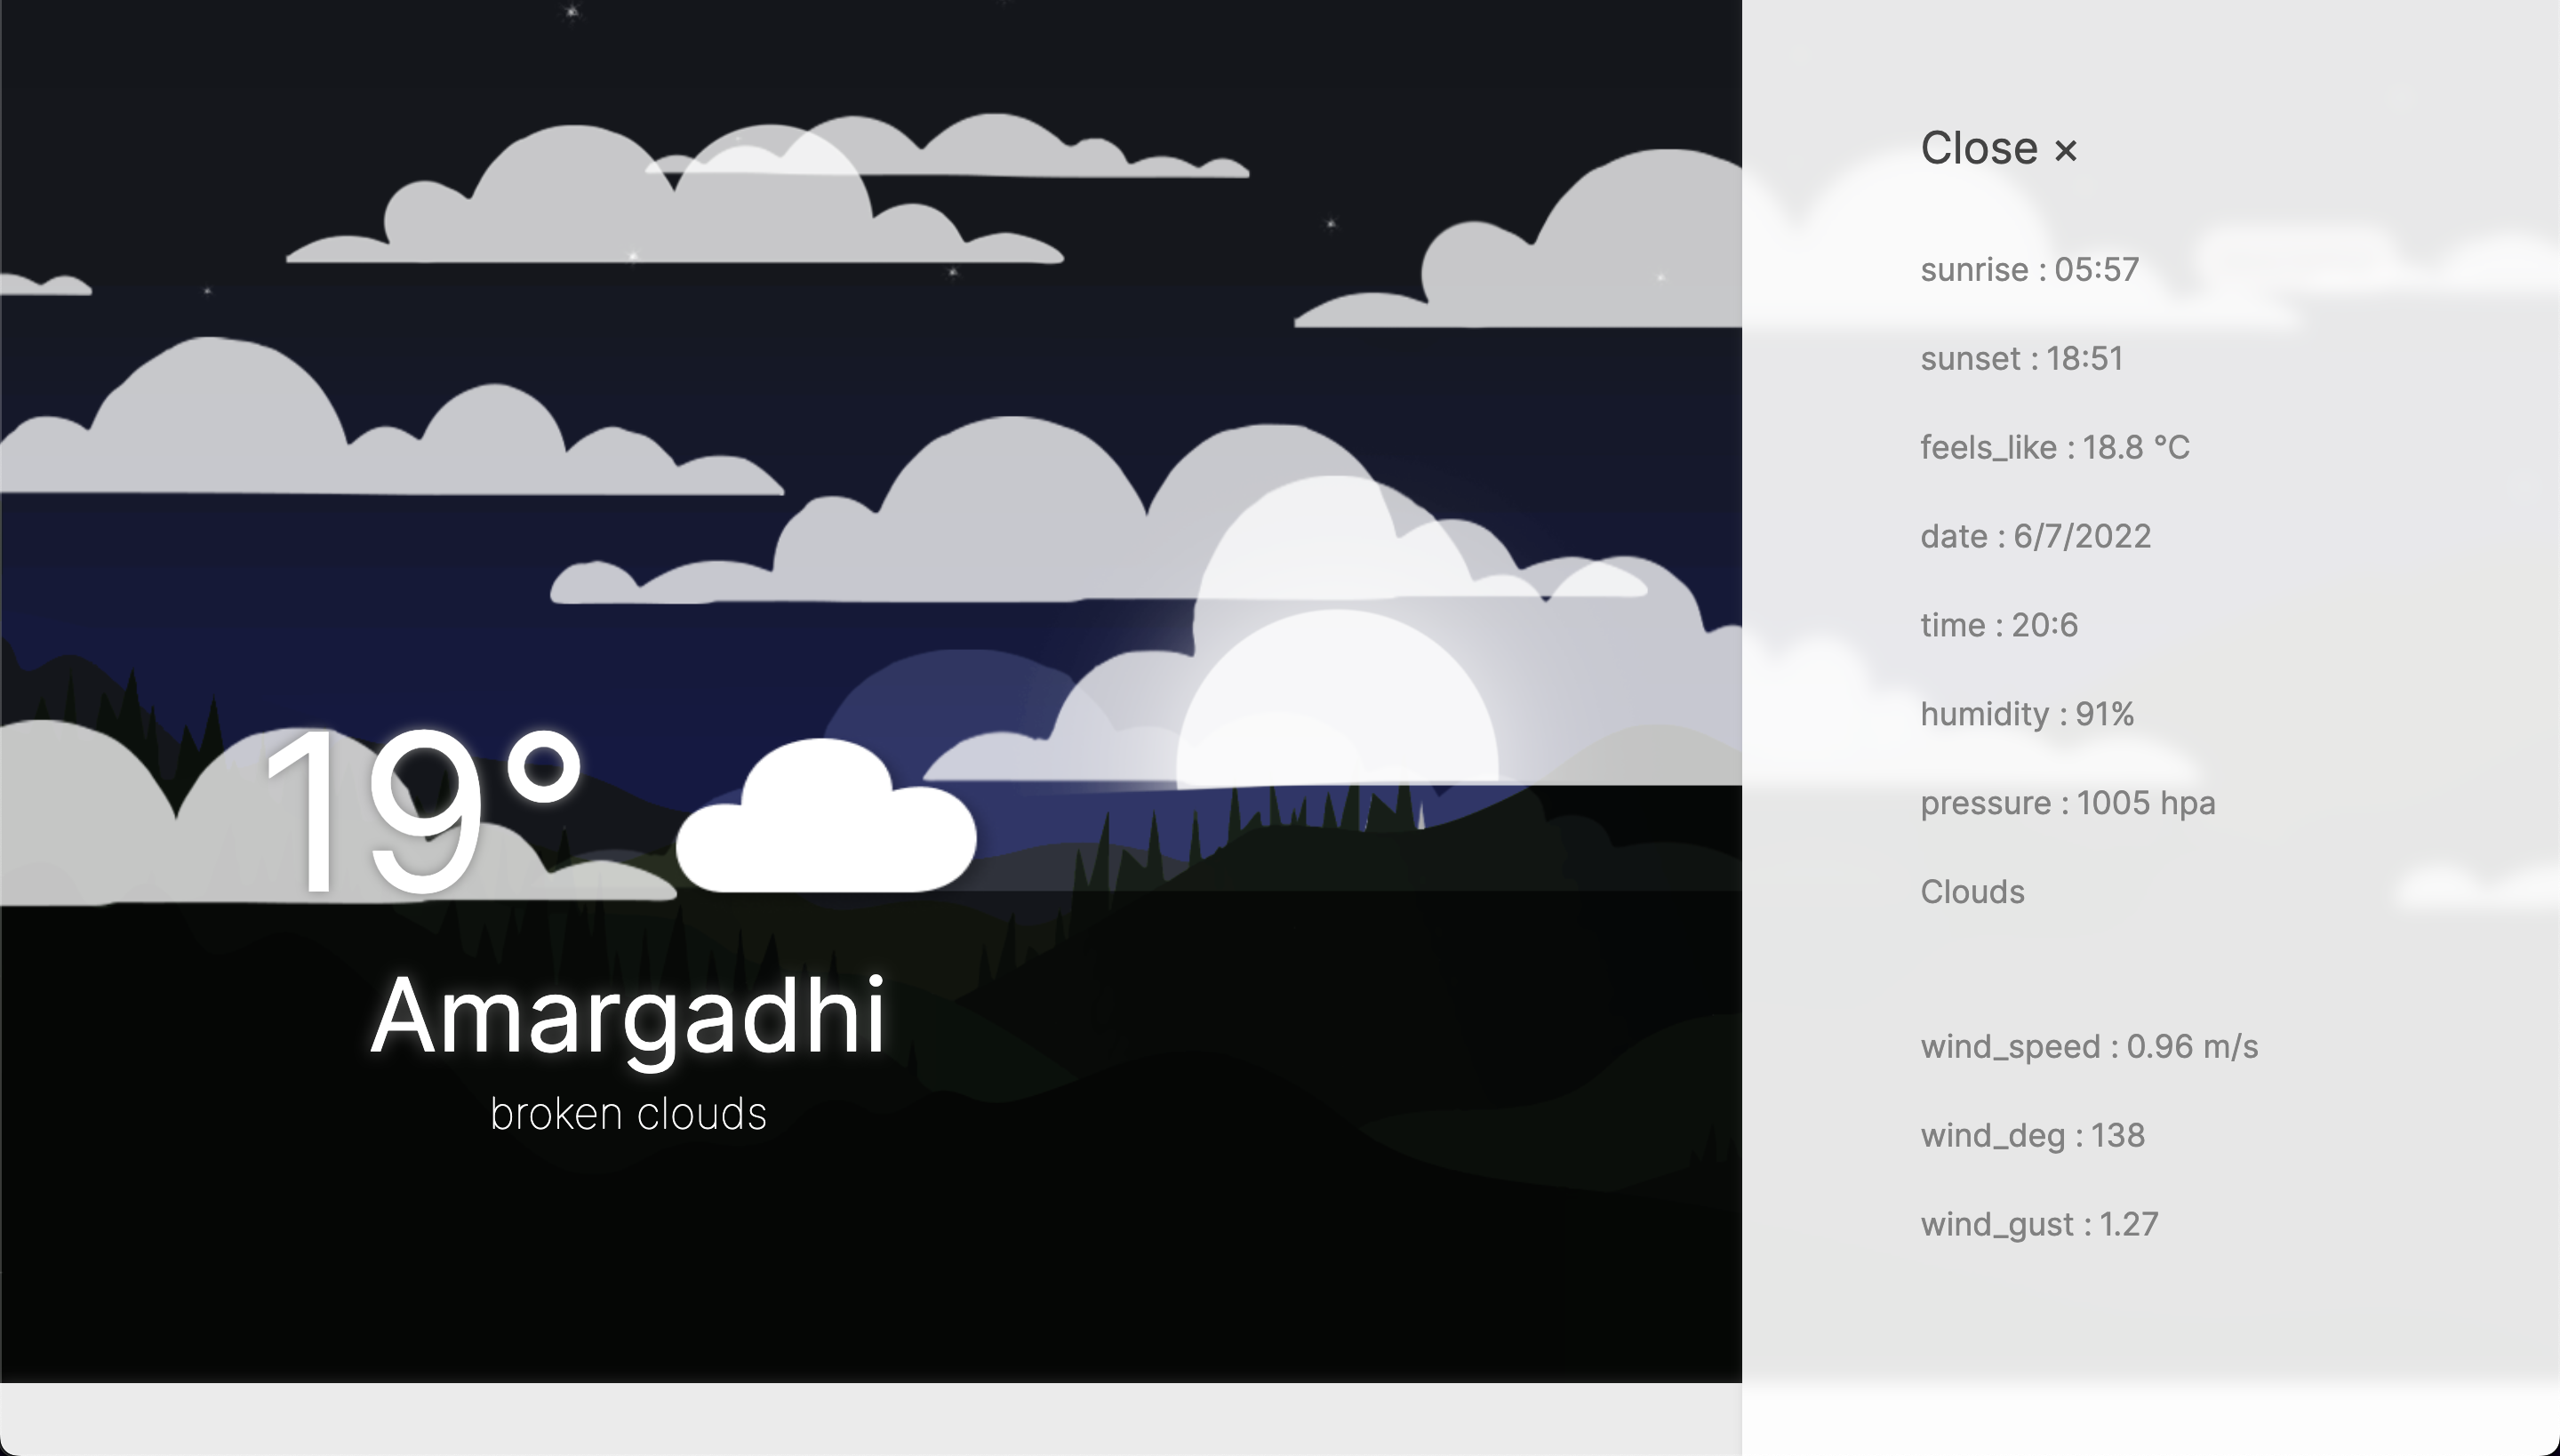 19°
Amargadhi
broken clouds
Close ×
sunrise : 05:57
sunset : 18:51
feels_like : 18.8 °C
date : 6/7/2022
time : 20:6
humidity : 91%
pressure : 1005 hpa
Clouds
wind_speed : 0.96 m/s
wind_deg : 138
wind_gust : 1.27